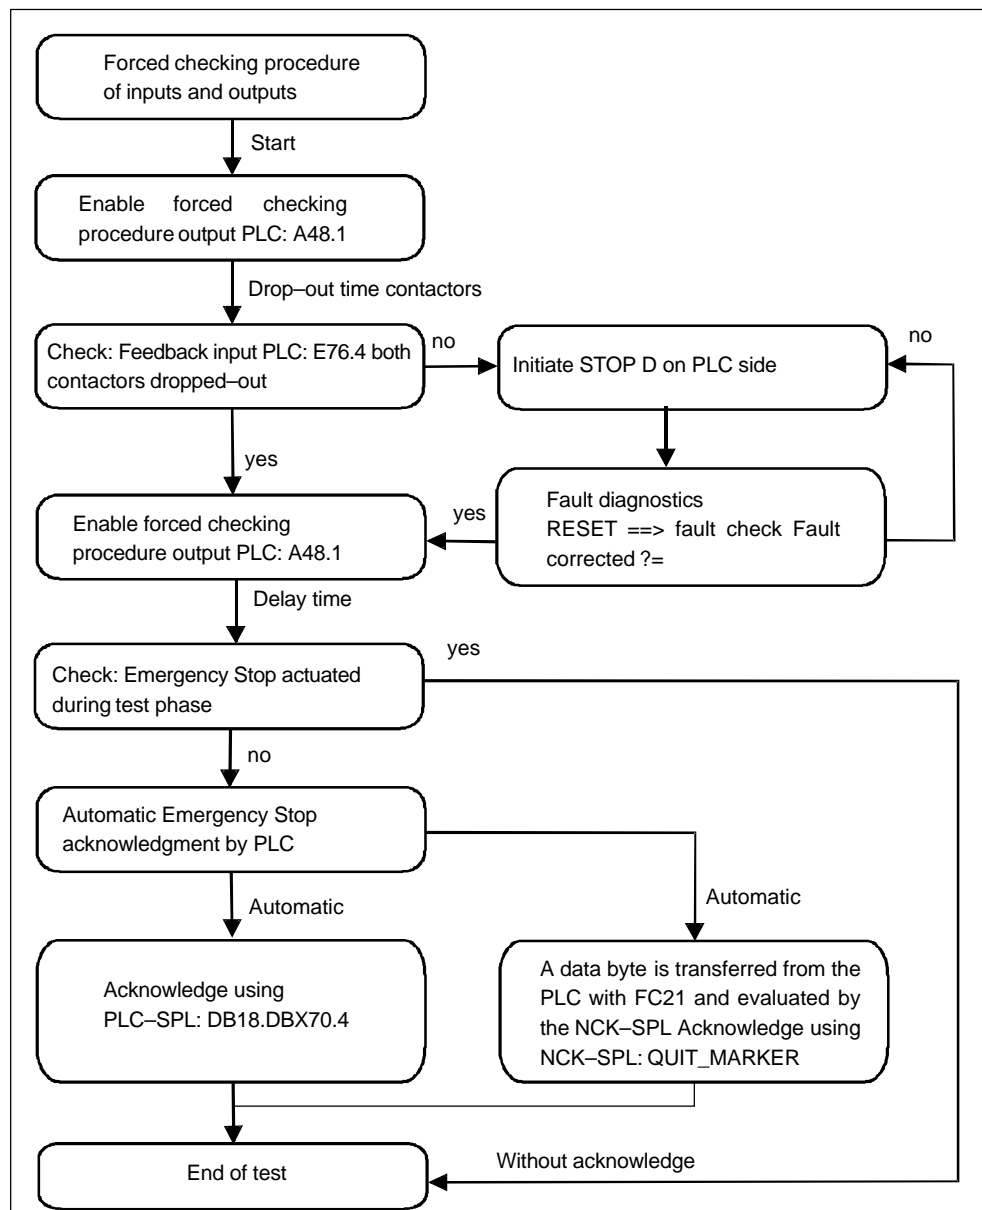 Forced checking procedure
of inputs and outputs
Start
Enable forced checking
procedure output PLC: A48.1
Drop–out time contactors
Check: Feedback input PLC: E76.4 both
contactors dropped–out
no
Initiate STOP D on PLC side
no
yes
Fault diagnostics
RESET ==> fault check Fault
corrected ?=
yes
Enable forced checking
procedure output PLC: A48.1
Delay time
Check: Emergency Stop actuated
during test phase
yes
no
Automatic Emergency Stop
acknowledgment by PLC
Automatic
Automatic
Acknowledge using
PLC–SPL: DB18.DBX70.4
A data byte is transferred from the
PLC with FC21 and evaluated by
the NCK–SPL Acknowledge using
NCK–SPL: QUIT_MARKER
End of test
Without acknowledge